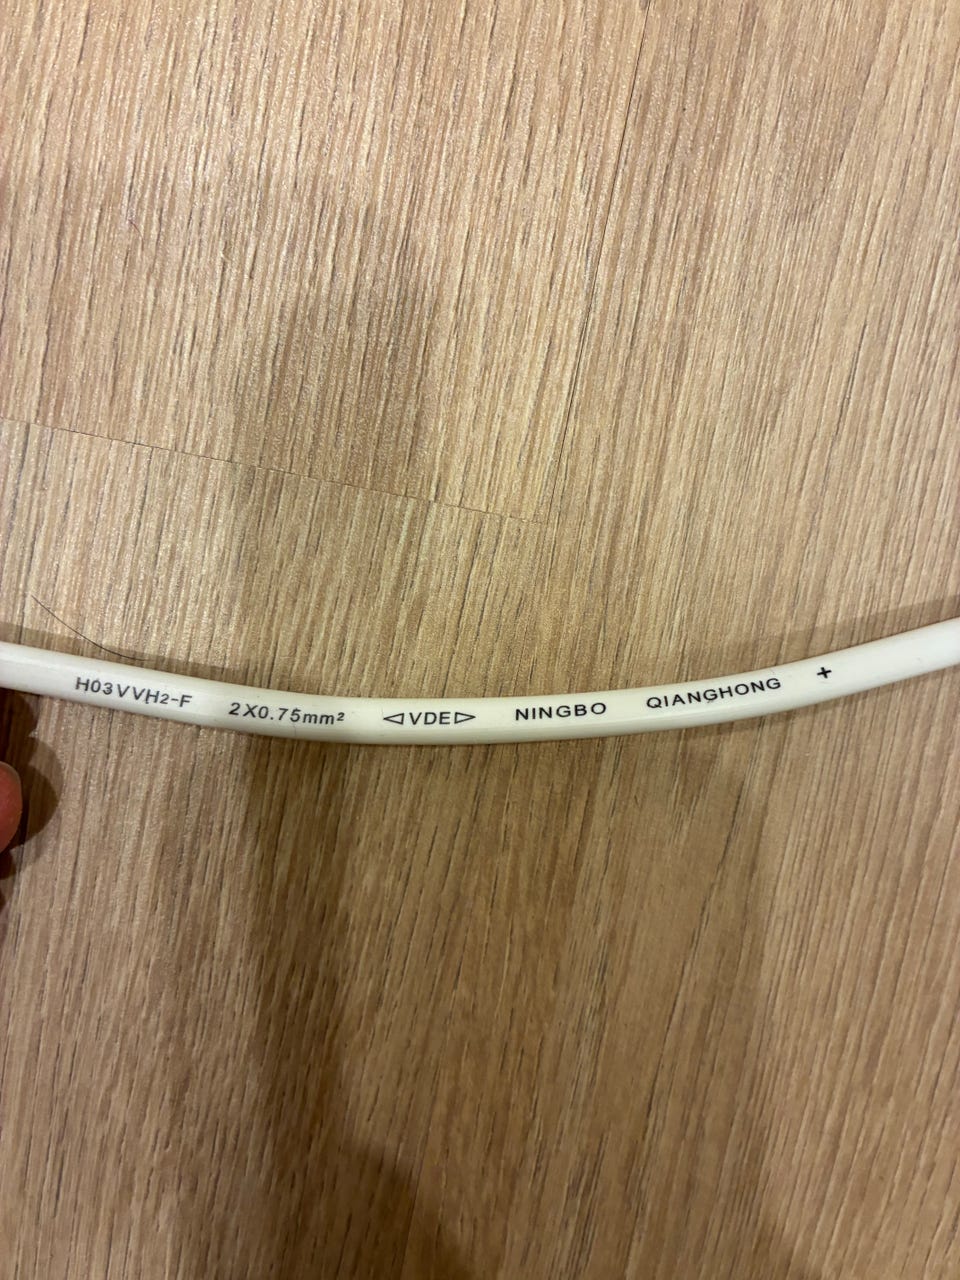 H03VVH2-F 2X0.75mm² ◁VDE▷ NINGBO QIANGHONG +